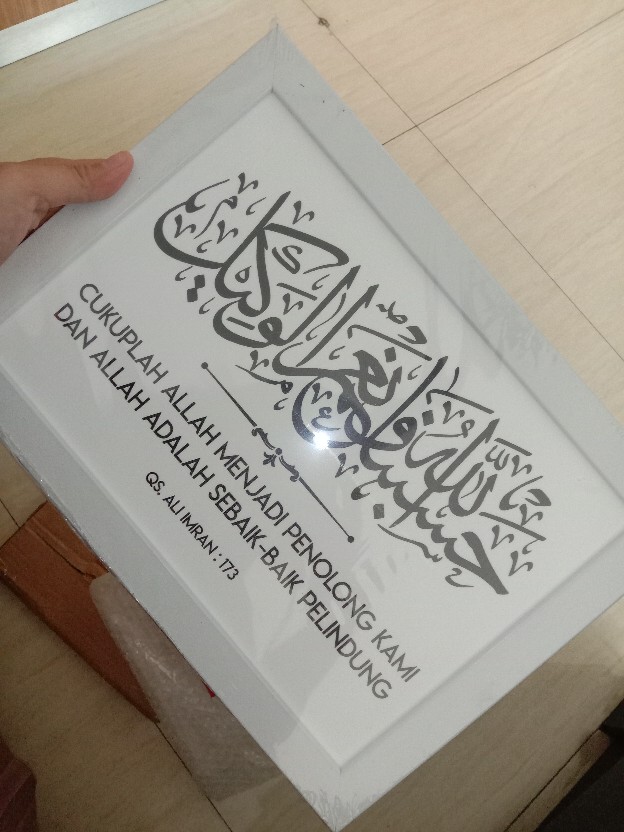 حسبنا الله ونعم الوكيل
CUKUPLAH ALLAH MENJADI PENOLONG KAMI
DAN ALLAH ADALAH SEBAIK-BAIK PELINDUNG
QS. ALI IMRAN : 173